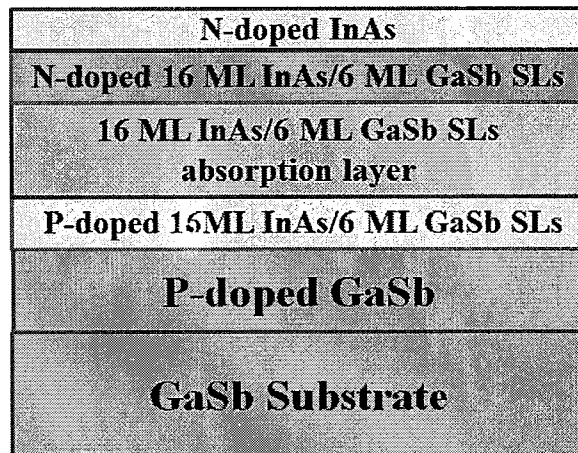 N-doped InAs
N-doped 16 ML InAs/6 ML GaSb SLs
16 ML InAs/6 ML GaSb SLs
absorption layer
P-doped 16ML InAs/6 ML GaSb SLs
P-doped GaSb
GaSb Substrate